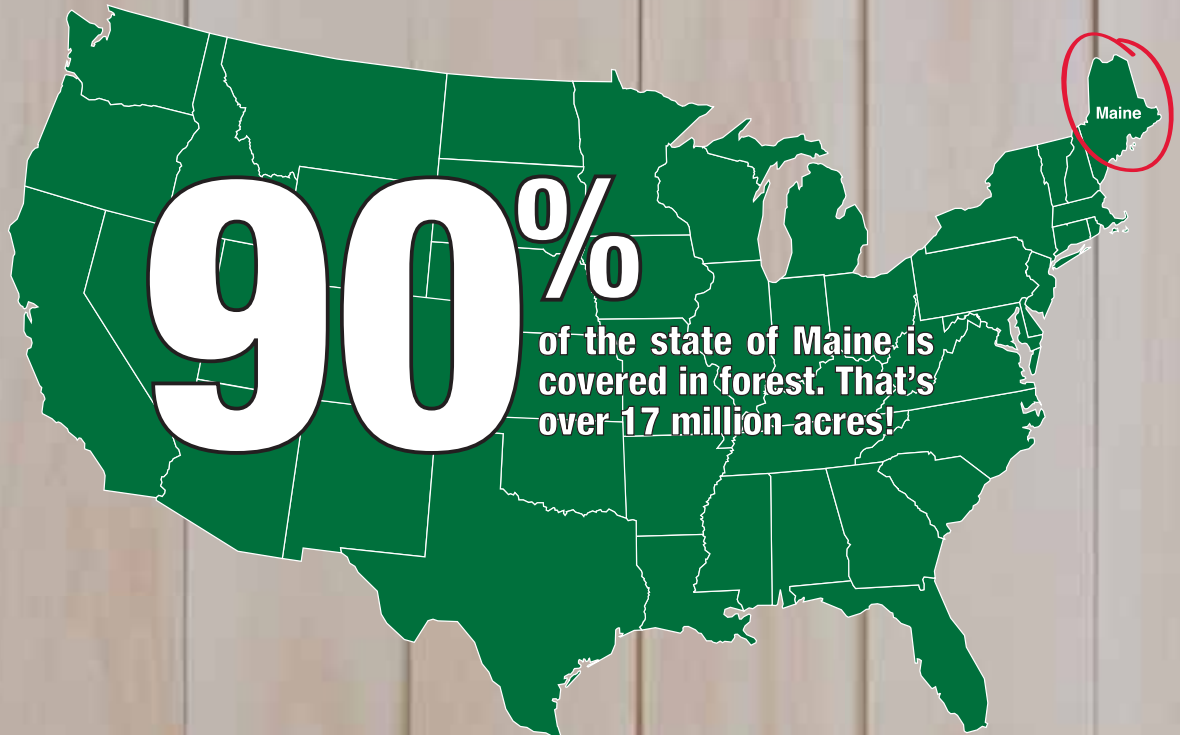 Maine
90%
of the state of Maine is
covered in forest. That's
over 17 million acres!